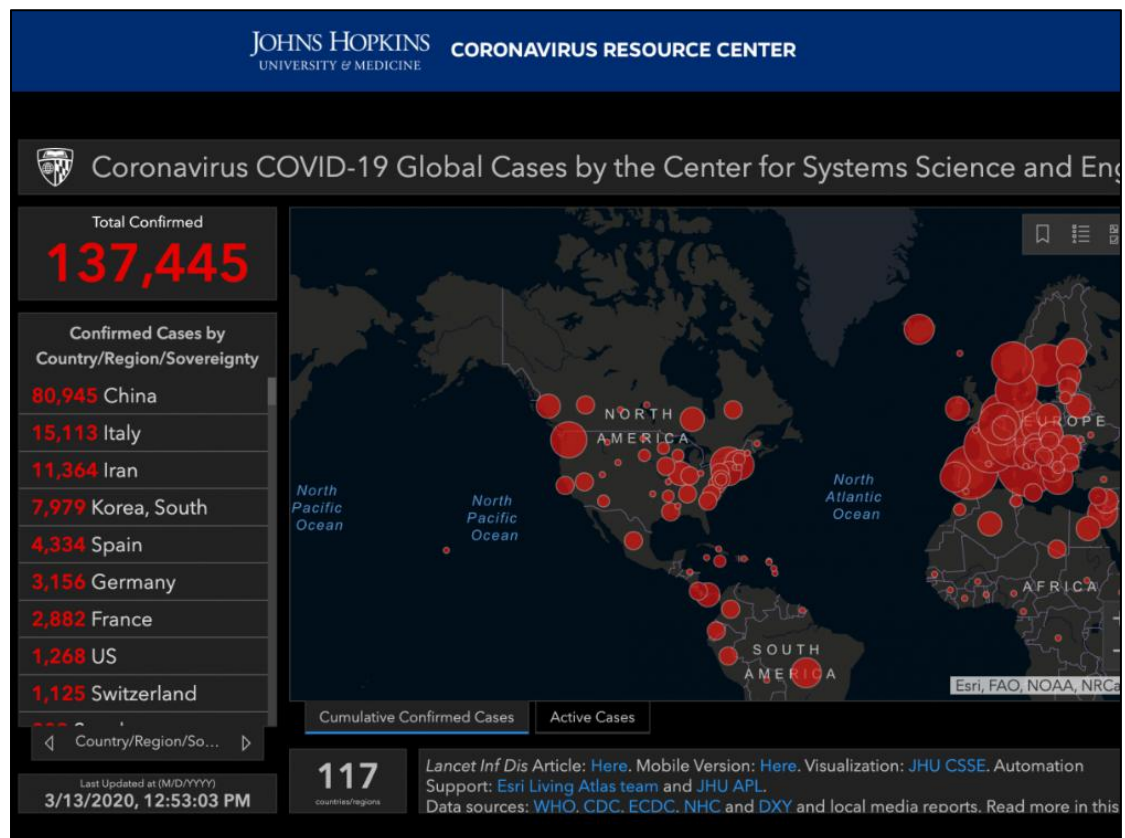 JOHNS HOPKINS
UNIVERSITY & MEDICINE
CORONAVIRUS RESOURCE CENTER
Coronavirus COVID-19 Global Cases by the Center for Systems Science and Eng
Total Confirmed
137,445
Confirmed Cases by
Country/Region/Sovereignty
80,945 China
15,113 Italy
11,364 Iran
7,979 Korea, South
4,334 Spain
3,156 Germany
2,882 France
1,268 US
1,125 Switzerland
Country/Region/So...
Last Updated at (M/D/YYYY)
3/13/2020, 12:53:03 PM
NORTH
AMERICA
EUROPE
North
Pacific
Ocean
North
Pacific
Ocean
North
Atlantic
Ocean
AFRICA
SOUTH
AMERICA
Esri, FAO, NOAA, NRCa
Cumulative Confirmed Cases
Active Cases
117
countries/regions
Lancet Inf Dis Article: Here. Mobile Version: Here. Visualization: JHU CSSE. Automation
Support: Esri Living Atlas team and JHU APL.
Data sources: WHO, CDC, ECDC, NHC and DXY and local media reports. Read more in this